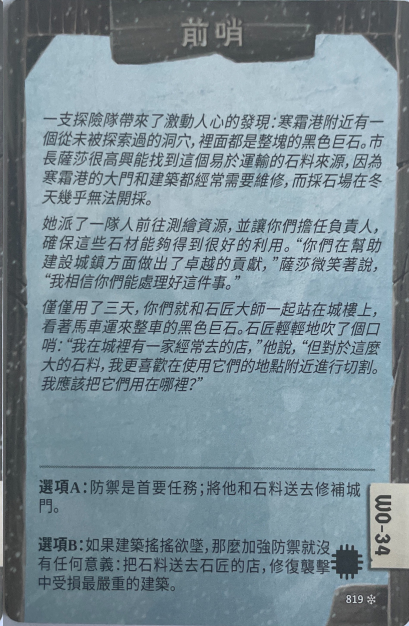 前哨
一支探險隊帶來了激動人心的發現：寒霜港附近有一
個從未被探索過的洞穴，裡面都是整塊的黑色巨石。市
長薩莎很高興能找到這個易於運輸的石料來源，因為
寒霜港的大門和建築都經常需要維修，而採石場在冬
天幾乎無法開採。
她派了一隊人前往測繪資源，並讓你們擔任負責人，
確保這些石材能夠得到很好的利用。“你們在幫助
建設城鎮方面做出了卓越的貢獻，”薩莎微笑著說，
“我相信你們能處理好這件事。”
僅僅用了三天，你們就和石匠大師一起站在城樓上，
看著馬車運來整車的黑色巨石。石匠輕輕地吹了個口
哨：“我在城裡有一家經常去的店，”他說，“但對於這麼
大的石料，我更喜歡在使用它們的地點附近進行切割。
我應該把它們用在哪裡？”
選項A：防禦是首要任務；將他和石料送去修補城
門。
選項B：如果建築搖搖欲墜，那麼加強防禦就沒
有任何意義：把石料送去石匠的店，修復襲擊
中受損最嚴重的建築。
WO-34
819